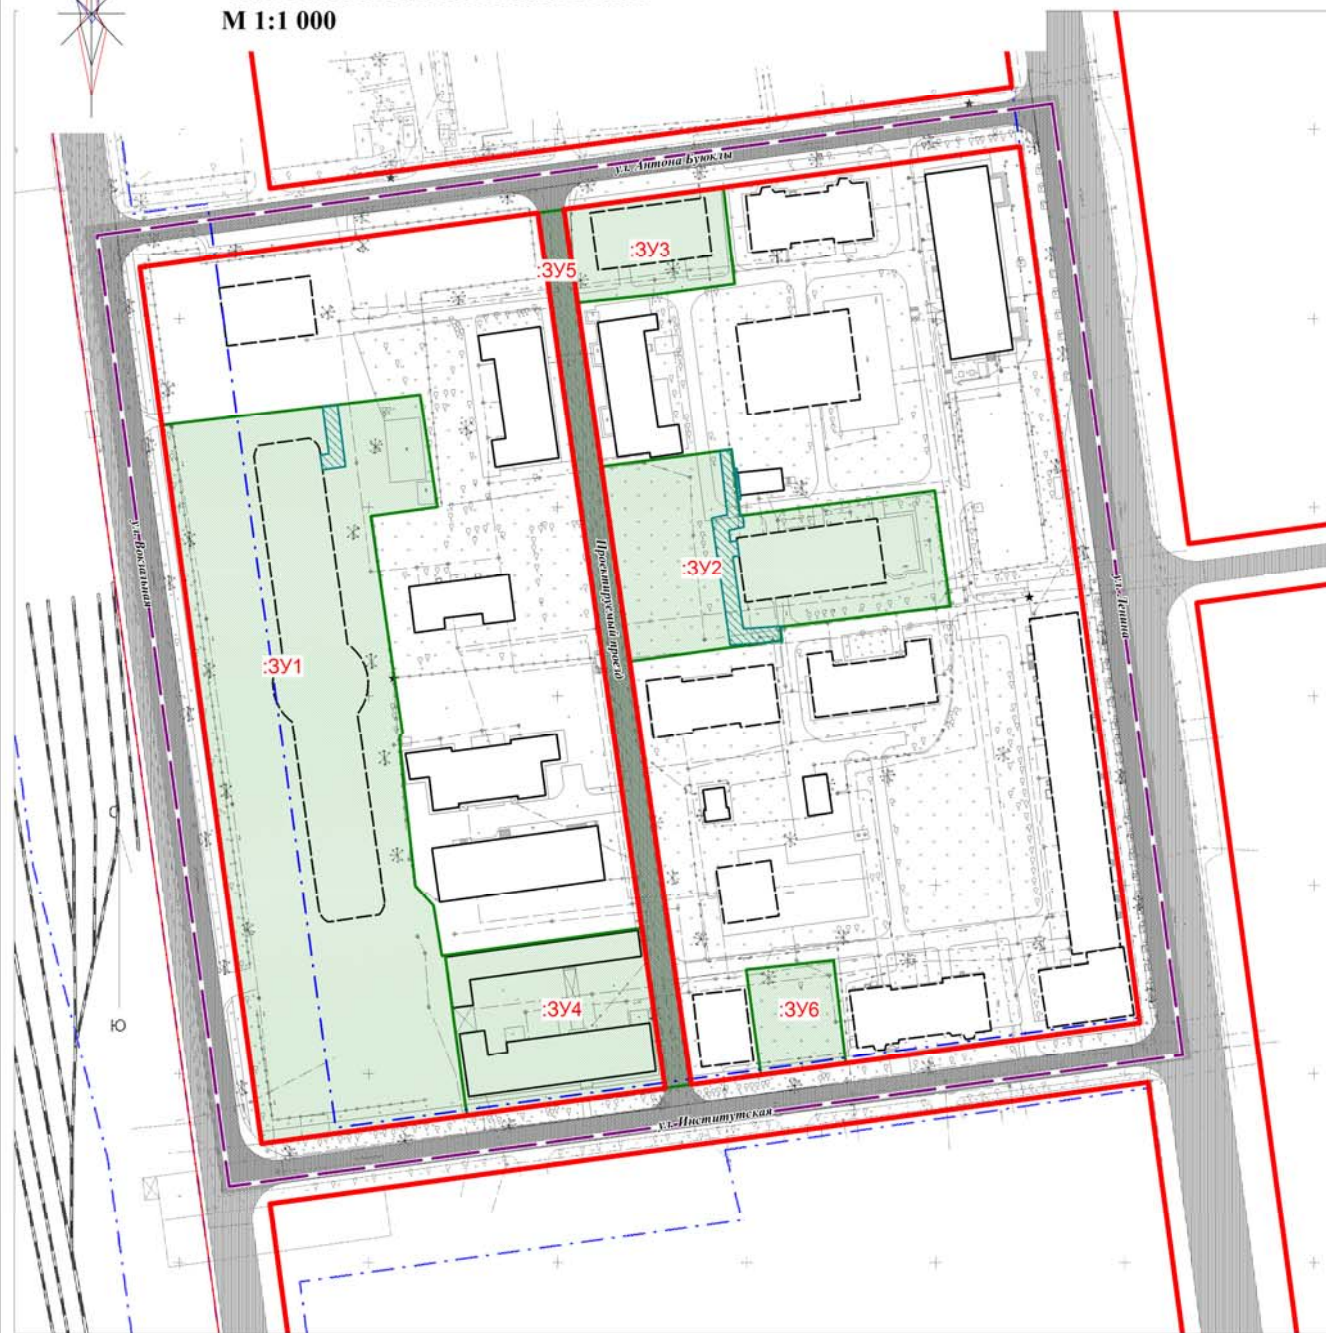 М 1:1 000
ул. Антона Буюклы
:ЗУ3
:ЗУ5
ул. Вокзальная
Проектируемый проезд
:ЗУ2
ул. Ленина
:ЗУ1
С
:ЗУ4
:ЗУ6
Ю
ул. Институтская